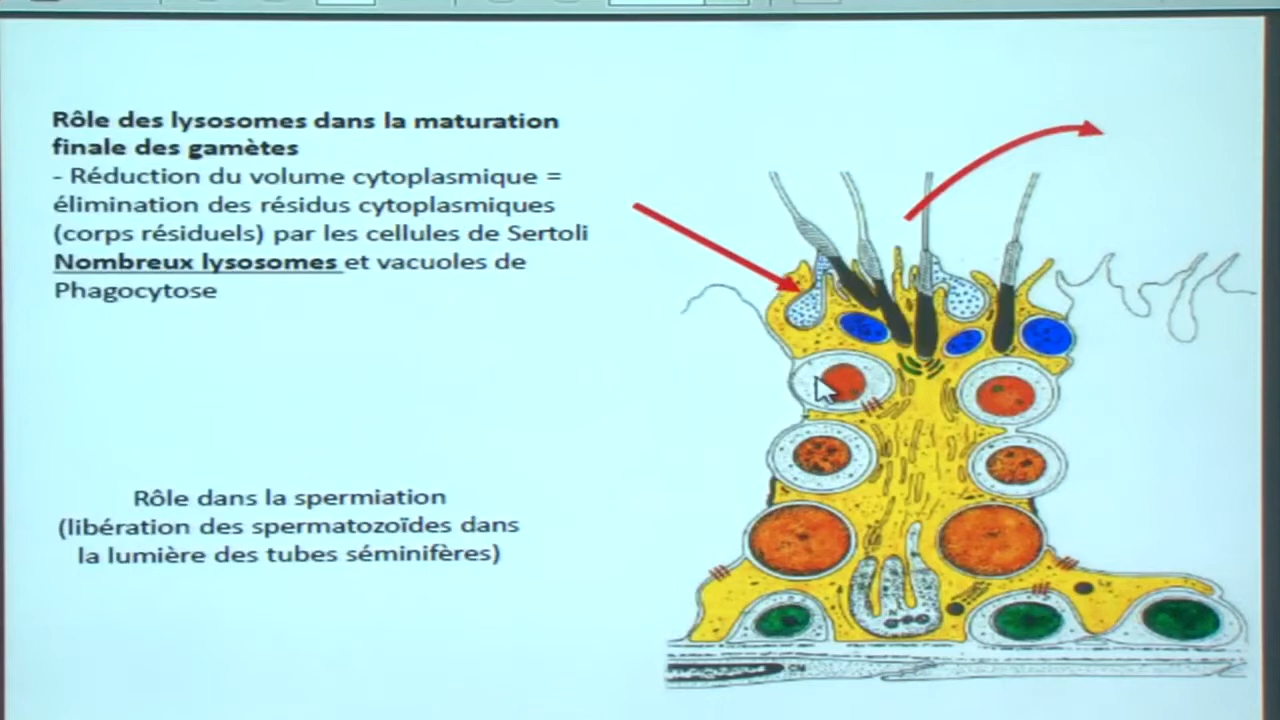 Rôle des lysosomes dans la maturation
finale des gamètes
- Réduction du volume cytoplasmique =
élimination des résidus cytoplasmiques
(corps résiduels) par les cellules de Sertoli
Nombreux lysosomes et vacuoles de
Phagocytose
Rôle dans la spermiation
(libération des spermatozoïdes dans
la lumière des tubes séminifères)